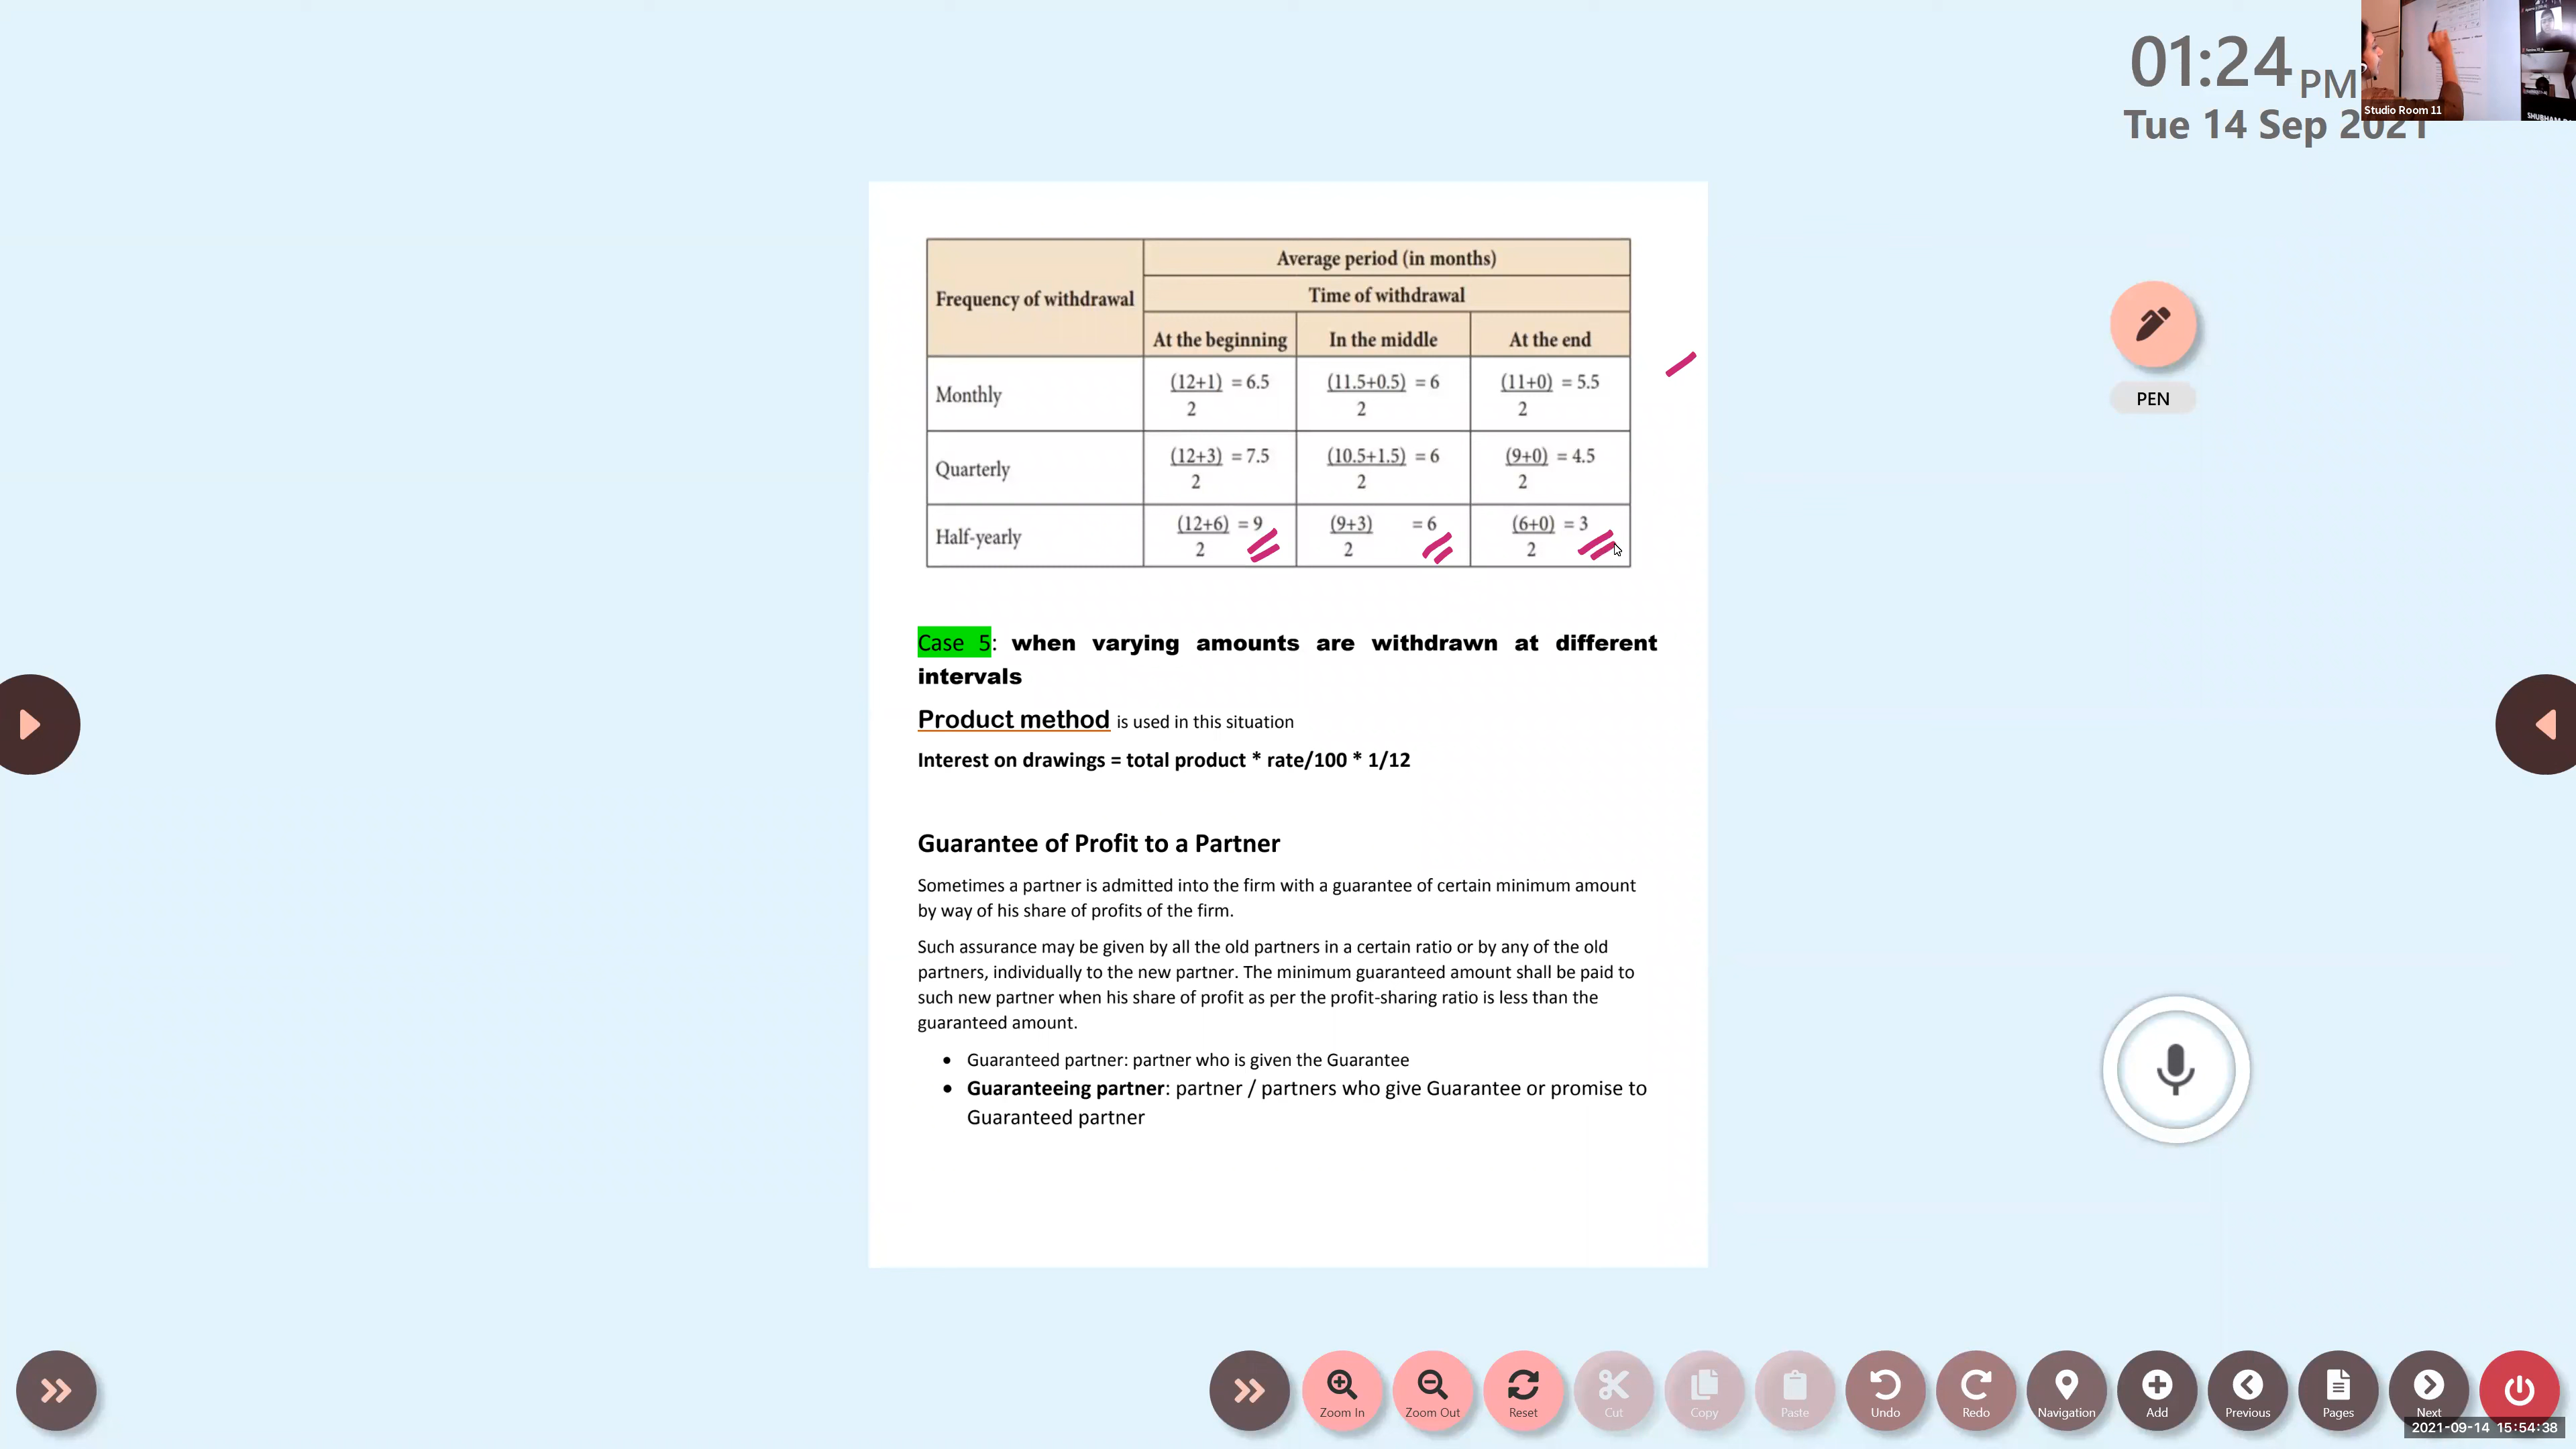 01:24 PM
Tue 14 Sep 2021
Studio Room 11
Frequency of withdrawal
Average period (in months)
Time of withdrawal
At the beginning In the middle At the end
Monthly
(12+1) = 6.5 (11.5+0.5) = 6 (11+0) = 5.5
2 2 2
Quarterly
(12+3) = 7.5 (10.5+1.5) = 6 (9+0) = 4.5
2 2 2
Half-yearly
(12+6) = 9 (9+3) = 6 (6+0) = 3
2 2 2
PEN
Case 5: when varying amounts are withdrawn at different
intervals
Product method is used in this situation
Interest on drawings = total product * rate/100 * 1/12
Guarantee of Profit to a Partner
Sometimes a partner is admitted into the firm with a guarantee of certain minimum amount
by way of his share of profits of the firm.
Such assurance may be given by all the old partners in a certain ratio or by any of the old
partners, individually to the new partner. The minimum guaranteed amount shall be paid to
such new partner when his share of profit as per the profit-sharing ratio is less than the
guaranteed amount.
• Guaranteed partner: partner who is given the Guarantee
• Guaranteeing partner: partner / partners who give Guarantee or promise to
Guaranteed partner
Zoom In Zoom Out Reset Cut Copy Paste Undo Redo Navigation Add Previous Pages Next
2021-09-14 15:54:38